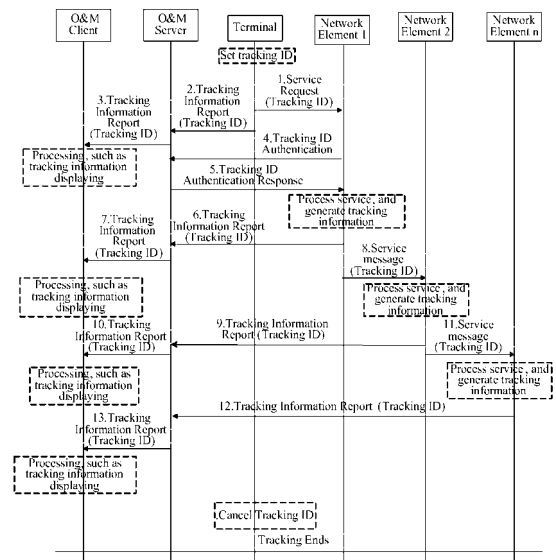 O&M
Client
O&M
Server
Terminal
Network
Element 1
Network
Element 2
Network
Element n
Set tracking ID
1.Service
Request
(Tracking ID)
2.Tracking
Information
Report
(Tracking ID)
3.Tracking
Information
Report
(Tracking ID)
4.Tracking ID
Authentication
Processing, such as
tracking information
displaying
5.Tracking ID
Authentication Response
Process service, and
generate tracking
information
6.Tracking
Information Report
(Tracking ID)
7.Tracking
Information
Report
(Tracking ID)
8.Service
message
(Tracking ID)
Processing, such as
tracking information
displaying
Process service, and
generate tracking
information
9.Tracking Information
Report (Tracking ID)
10.Tracking
Information Report
(Tracking ID)
11.Service
message
(Tracking ID)
Processing, such as
tracking information
displaying
Process service, and
generate tracking
information
12.Tracking Information Report (Tracking ID)
13.Tracking
Information Report
(Tracking ID)
Processing, such as
tracking information
displaying
Cancel Tracking ID
Tracking Ends